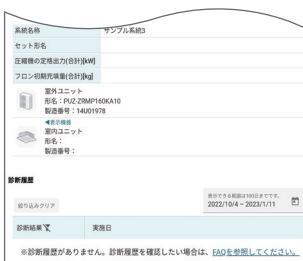 系統名称 サンプル系統3
セット形名
圧縮機の定格出力(合計)[kW]
フロン初期充填量(合計)[kg]
室外ユニット
形名：PUZ-ZRMP160KA10
製造番号：14U01978
◀表示機器
室内ユニット
形名：
製造番号：
診断履歴
絞り込みクリア
表示できる範囲は100日までです。
2022/10/4 – 2023/1/11
診断結果 実施日
※診断履歴がありません。診断履歴を確認したい場合は、FAQを参照してください。